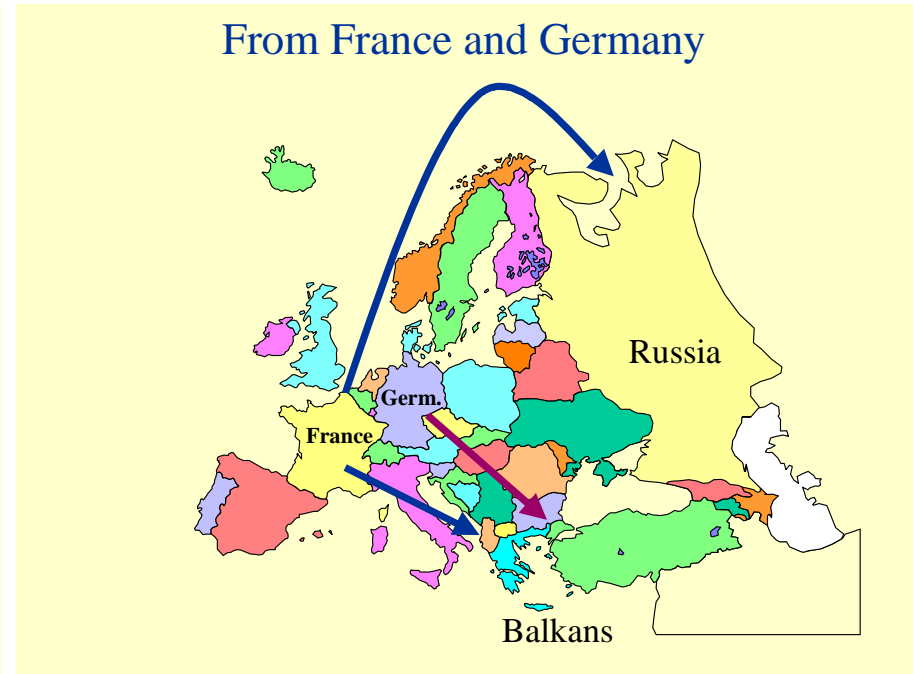 From France and Germany
Russia
Germ.
France
Balkans